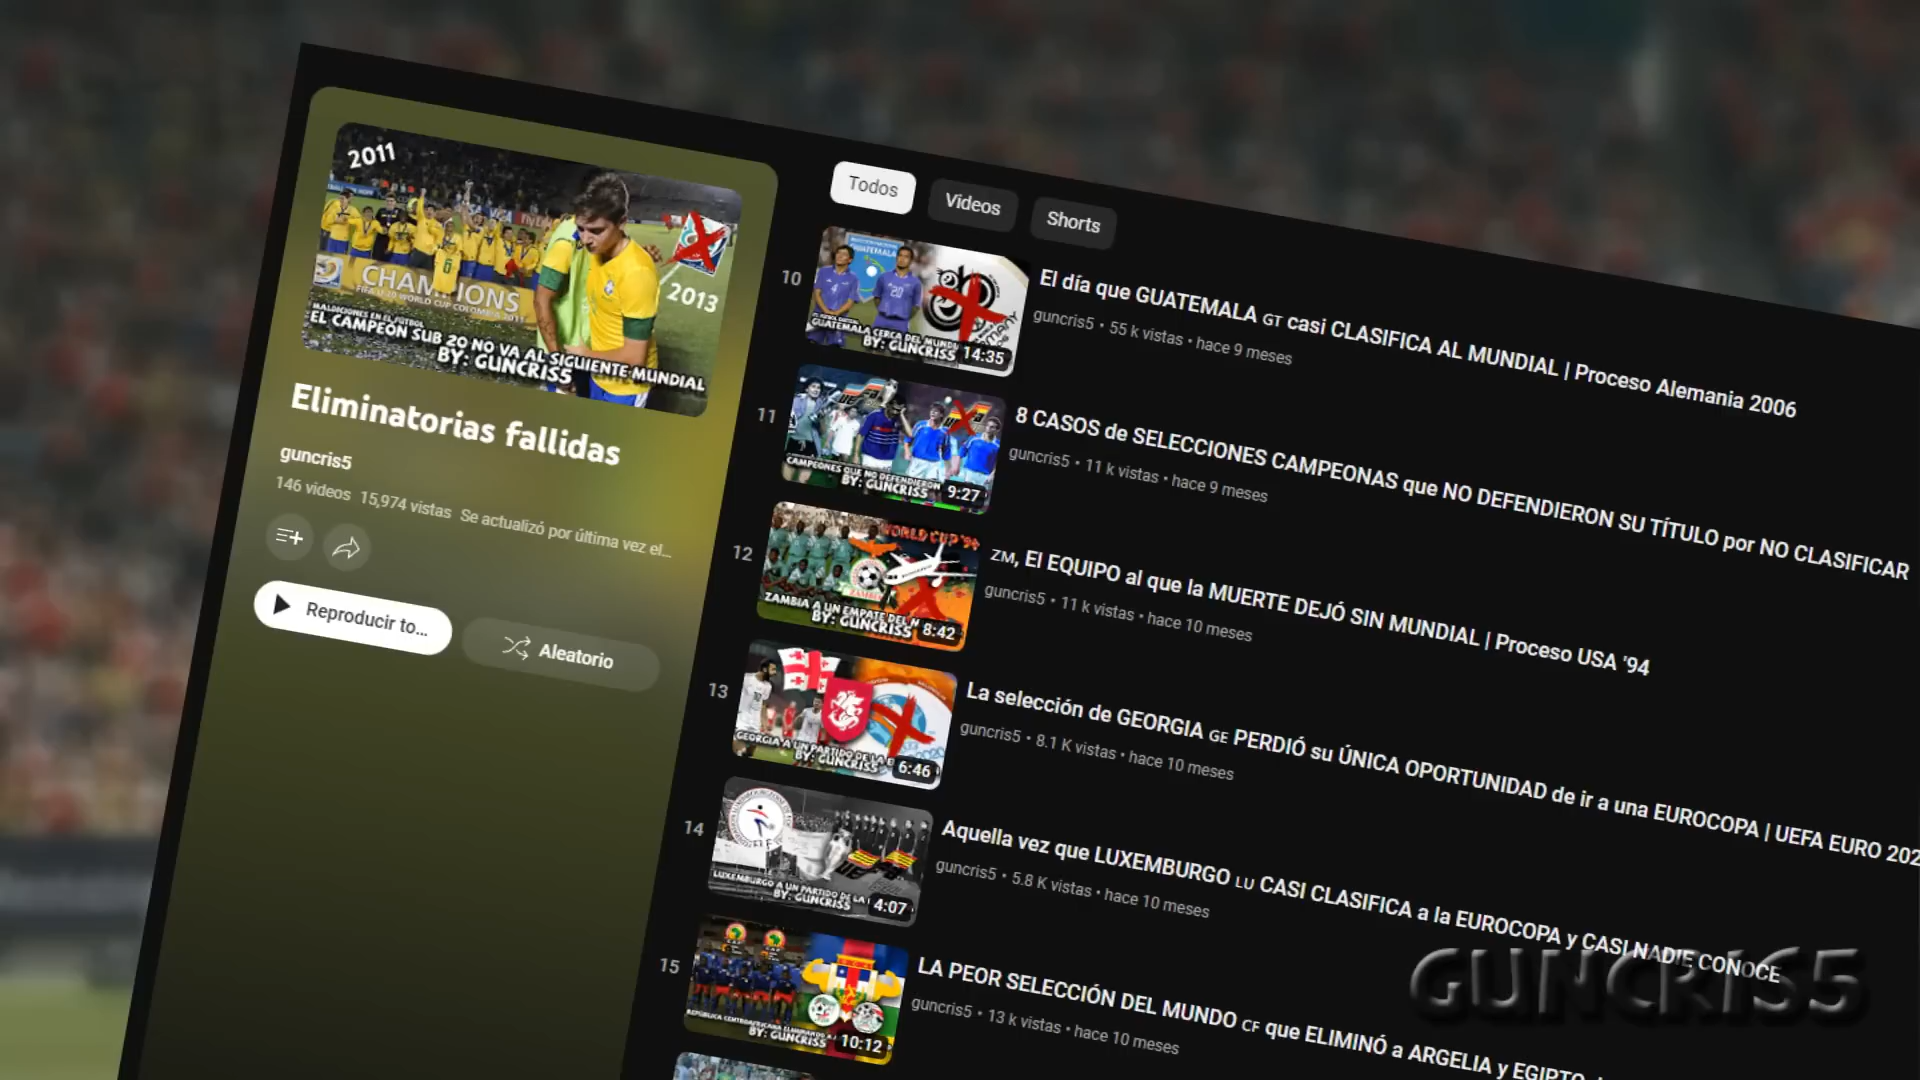 2011
CHAMPIONS
FIFA U-20 WORLD CUP COLOMBIA 2011
2013
MALDICIONES EN EL FÚTBOL
EL CAMPEÓN SUB 20 NO VA AL SIGUIENTE MUNDIAL
BY: GUNCRISS
Eliminatorias fallidas
guncris5
146 videos 15,974 vistas Se actualizó por última vez el...
Reproducir to...
Aleatorio
Todos
Videos
Shorts
10
GUATEMALA
GUATEMALA CERCA DEL MUNDI
BY: GUNCRISS
14:35
El día que GUATEMALA GT casi CLASIFICA AL MUNDIAL | Proceso Alemania 2006
guncris5 • 55 k vistas • hace 9 meses
11
CAMPEONES QUE NO DEFENDIERON
BY: GUNCRISS
9:27
8 CASOS de SELECCIONES CAMPEONAS que NO DEFENDIERON SU TÍTULO por NO CLASIFICAR
guncris5 • 11 k vistas • hace 9 meses
12
WORLD CUP '94
ZAMBIA
ZAMBIA A UN EMPATE DEL
BY: GUNCRISS
8:42
ZM, El EQUIPO al que la MUERTE DEJÓ SIN MUNDIAL | Proceso USA '94
guncris5 • 11 k vistas • hace 10 meses
13
GEORGIA A UN PARTIDO DE LA
BY: GUNCRISS
6:46
La selección de GEORGIA GE PERDIÓ su ÚNICA OPORTUNIDAD de ir a una EUROCOPA | UEFA EURO 202
guncris5 • 8.1 K vistas • hace 10 meses
14
LUXEMBURGO A UN PARTIDO DE LA
BY: GUNCRISS
4:07
Aquella vez que LUXEMBURGO LU CASI CLASIFICA a la EUROCOPA y CASI NADIE CONOCE
guncris5 • 5.8 K vistas • hace 10 meses
15
REPÚBLICA CENTROAFRICANA ELIMINANDO A
BY: GUNCRISS
10:12
LA PEOR SELECCIÓN DEL MUNDO CF que ELIMINÓ a ARGELIA y EGIPTO
guncris5 • 13 k vistas • hace 10 meses
GUNCRIS5